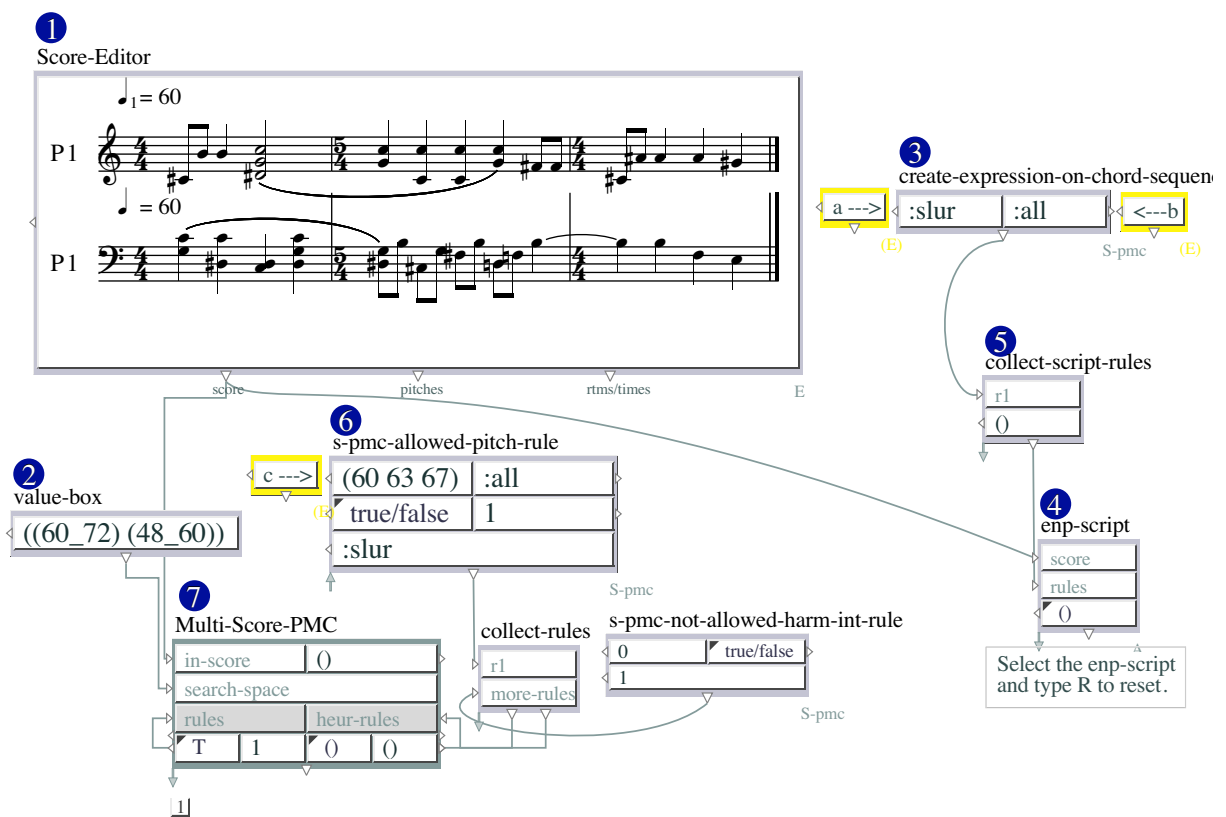 1
Score-Editor
1 = 60
P1
4
4
5
4
4
4
= 60
P1
4
4
5
4
4
4
score
pitches
rtms/times
E
3
create-expression-on-chord-sequenc
a --->
(E)
:slur
:all
S-pmc
<---b
(E)
5
collect-script-rules
r1
()
2
value-box
((60_72) (48_60))
6
s-pmc-allowed-pitch-rule
c --->
(E)
(60 63 67)
:all
true/false
1
:slur
S-pmc
4
enp-script
score
rules
()
A
Select the enp-script
and type R to reset.
7
Multi-Score-PMC
in-score
()
search-space
rules
heur-rules
T
1
()
()
1
collect-rules
r1
more-rules
s-pmc-not-allowed-harm-int-rule
0
true/false
1
S-pmc